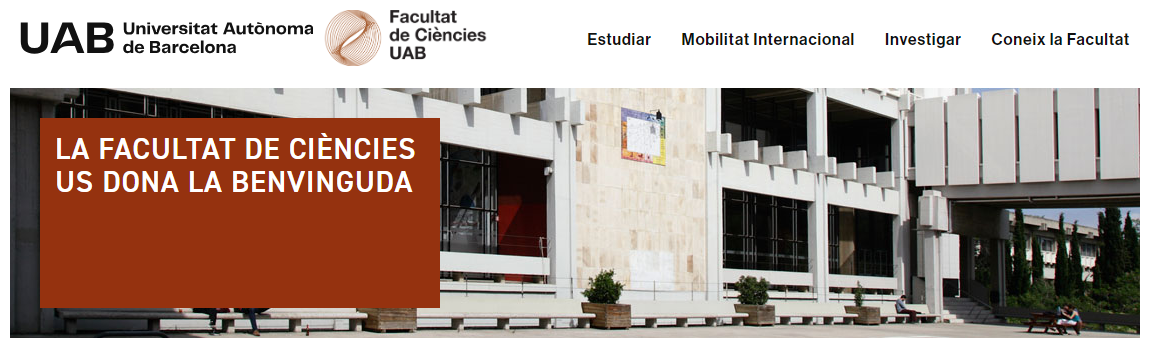 UAB
Universitat Autònoma
de Barcelona
Facultat
de Ciències
UAB
Estudiar
Mobilitat Internacional
Investigar
Coneix la Facultat
LA FACULTAT DE CIÈNCIES
US DONA LA BENVINGUDA